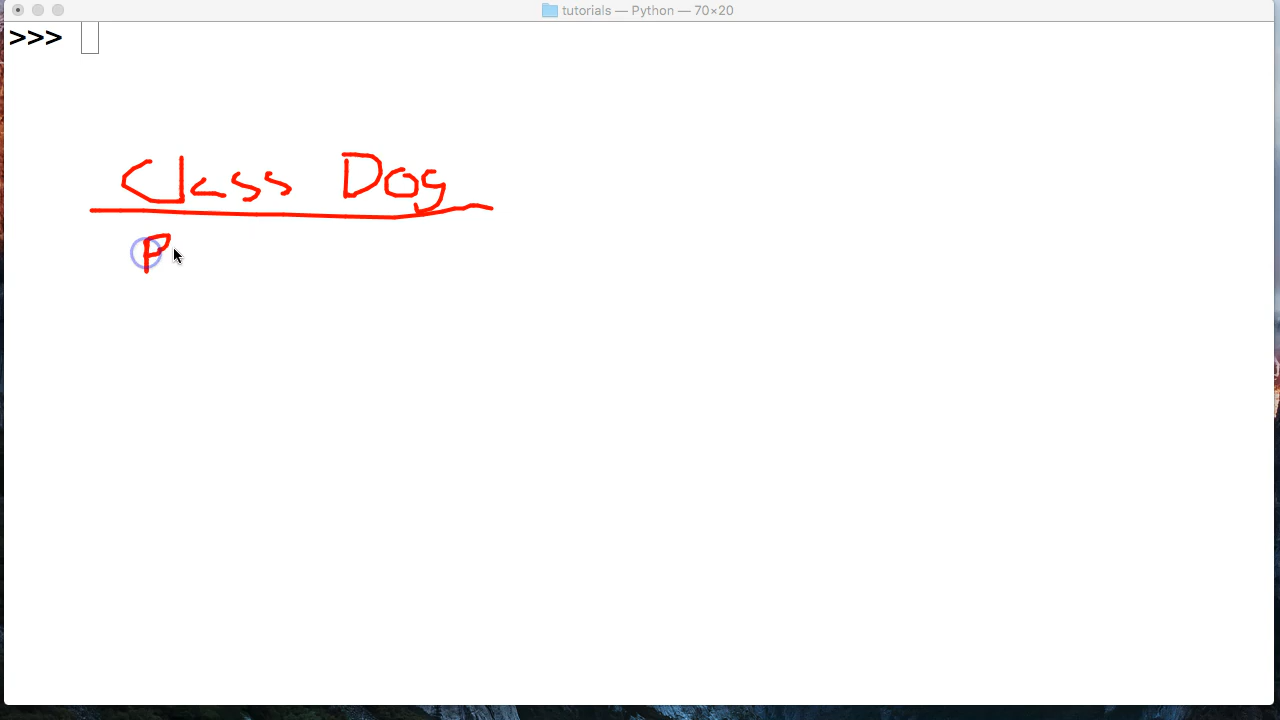 tutorials — Python — 70×20
>>>
Class Dog
P